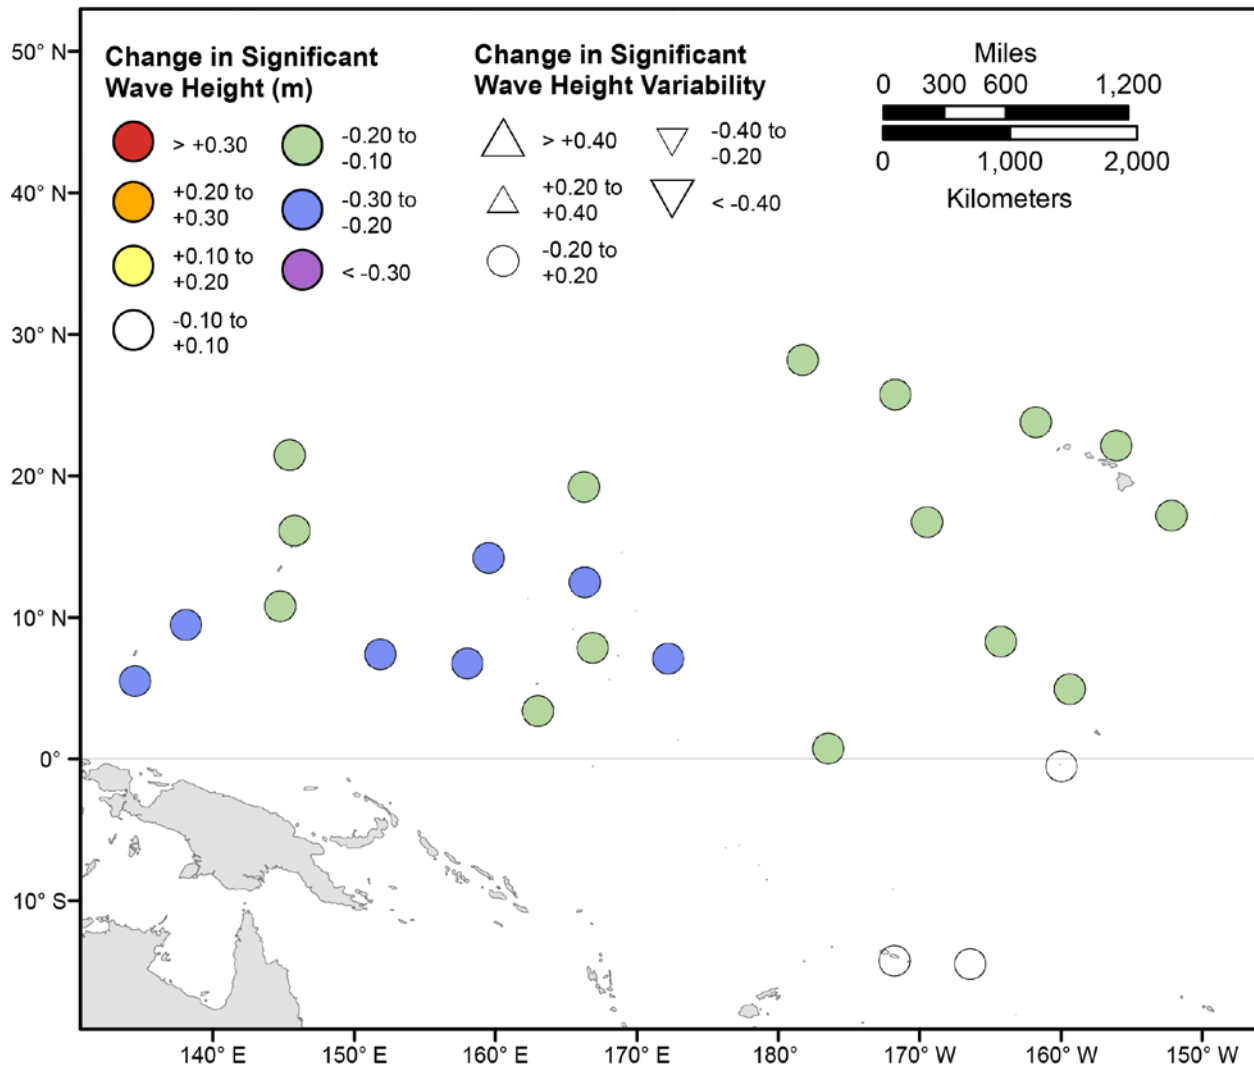 Change in Significant
Wave Height (m)
> +0.30
+0.20 to
+0.30
+0.10 to
+0.20
-0.10 to
+0.10
-0.20 to
-0.10
-0.30 to
-0.20
< -0.30
Change in Significant
Wave Height Variability
> +0.40
+0.20 to
+0.40
-0.20 to
+0.20
-0.40 to
-0.20
< -0.40
Miles
0 300 600 1,200
0 1,000 2,000
Kilometers
50° N
40° N
30° N
20° N
10° N
0°
10° S
140° E 150° E 160° E 170° E 180° 170° W 160° W 150° W